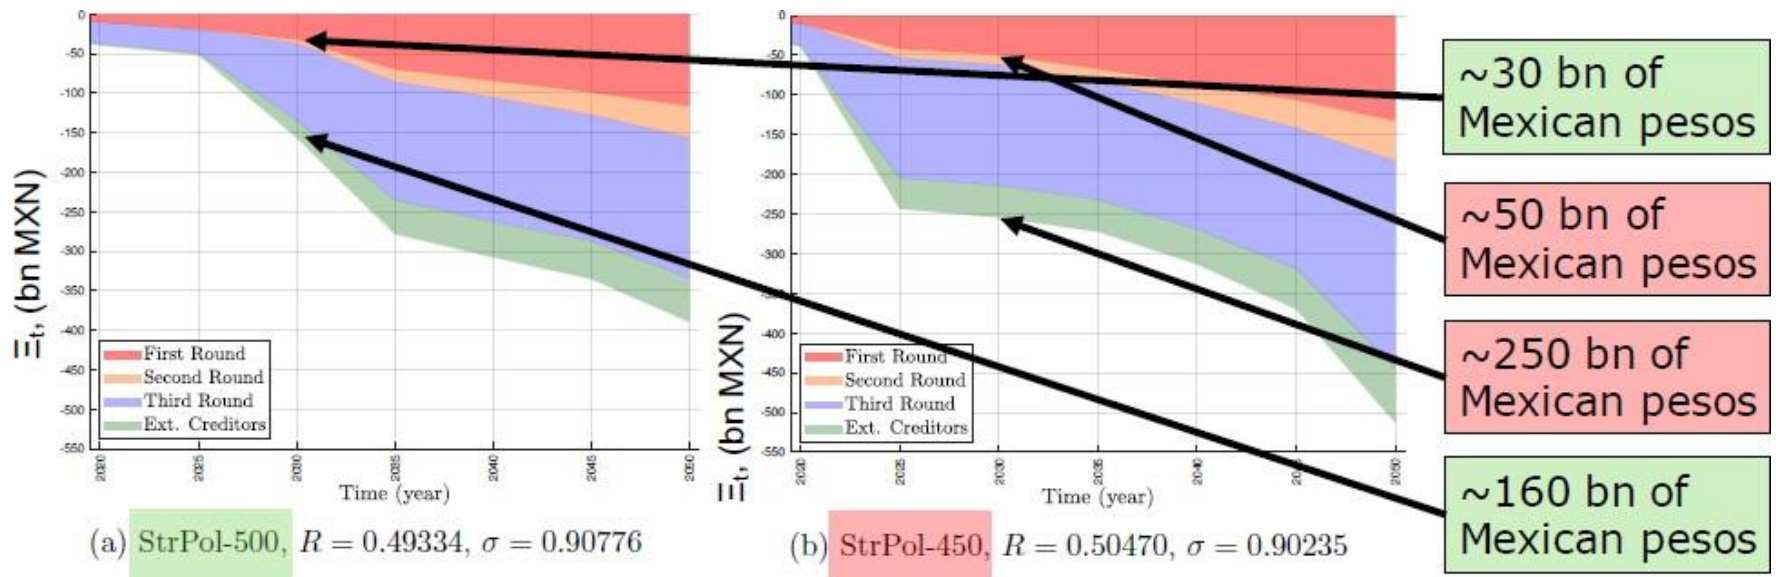 0
-50
-100
-150
-200
-250
-300
-350
-400
-450
-500
-550
Ξt, (bn MXN)
First Round
Second Round
Third Round
Ext. Creditors
2020
2025
2030
2035
2040
2045
2050
Time (year)
(a) StrPol-500, R = 0.49334, σ = 0.90776
0
-50
-100
-150
-200
-250
-300
-400
-450
-500
-550
Ξt, (bn MXN)
First Round
Second Round
Third Round
Ext. Creditors
2020
2025
2030
2035
2040
2045
2050
Time (year)
(b) StrPol-450, R = 0.50470, σ = 0.90235
~30 bn of
Mexican pesos
~50 bn of
Mexican pesos
~250 bn of
Mexican pesos
~160 bn of
Mexican pesos